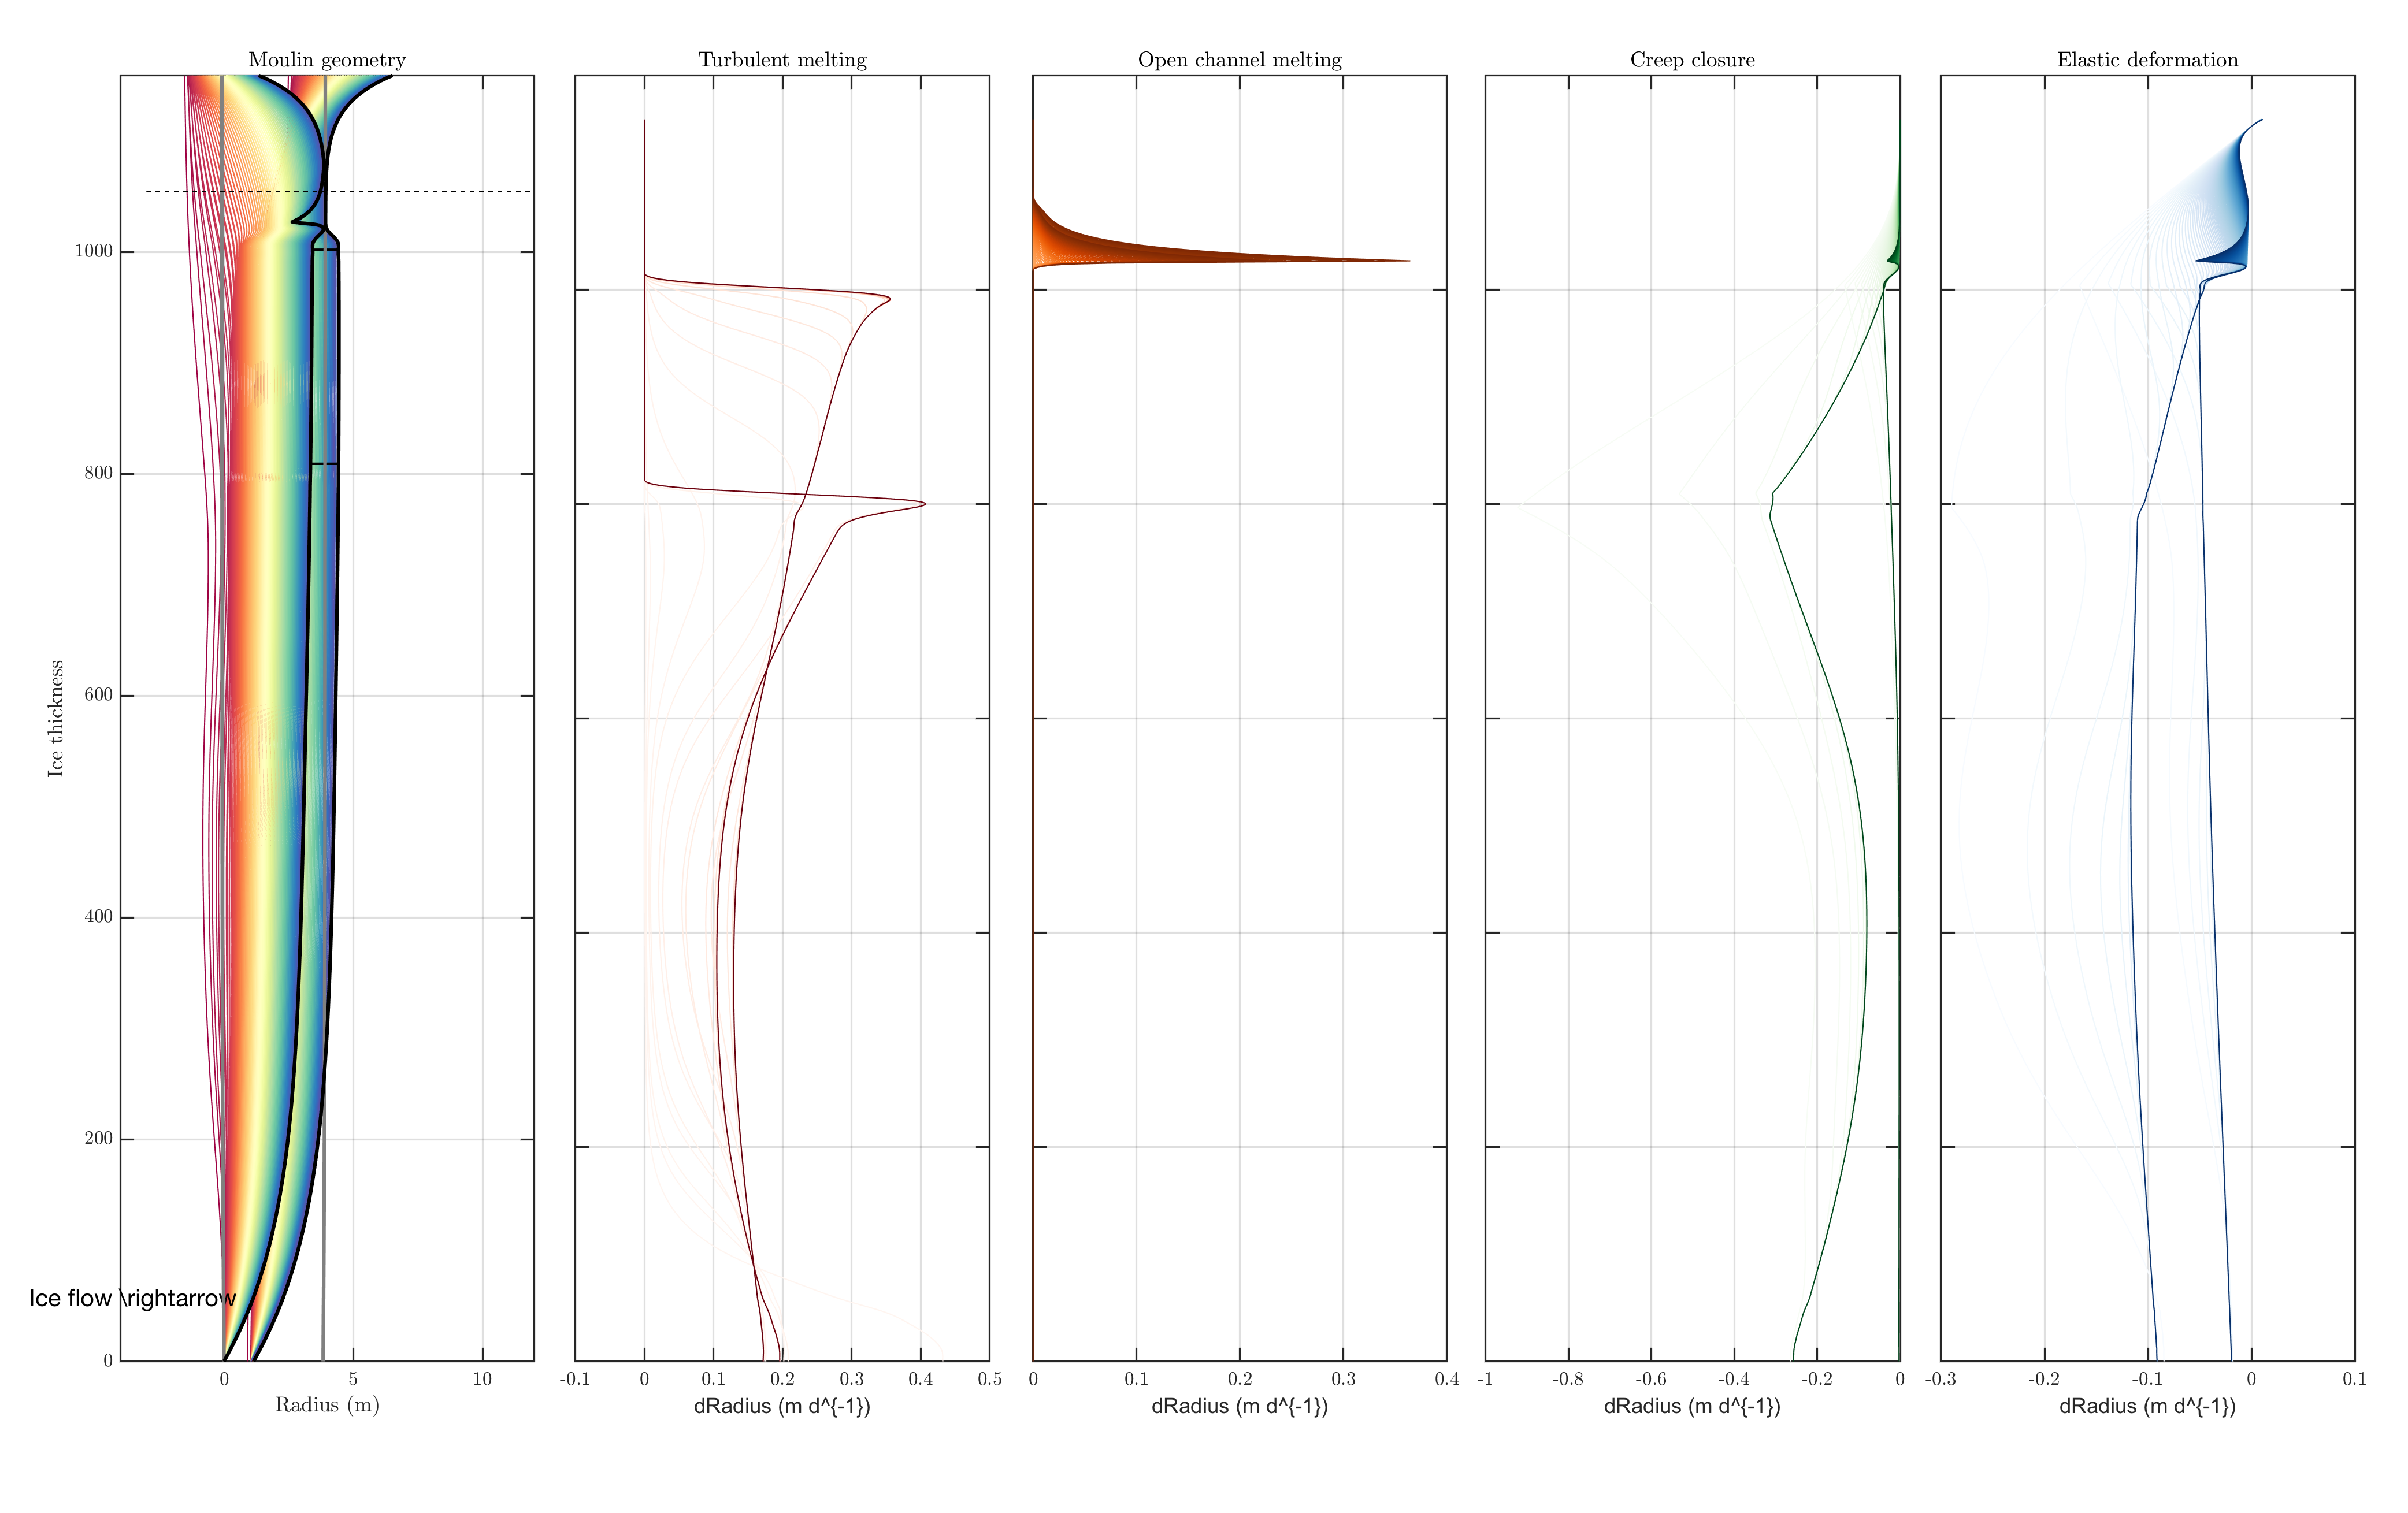 Moulin geometry
Turbulent melting
Open channel melting
Creep closure
Elastic deformation
1000
800
600
400
200
0
Ice thickness
Ice flow \rightarrow
0 5 10
Radius (m)
-0.1 0 0.1 0.2 0.3 0.4 0.5
dRadius (m d^{-1})
0 0.1 0.2 0.3 0.4
dRadius (m d^{-1})
-1 -0.8 -0.6 -0.4 -0.2 0
dRadius (m d^{-1})
-0.3 -0.2 -0.1 0 0.1
dRadius (m d^{-1})